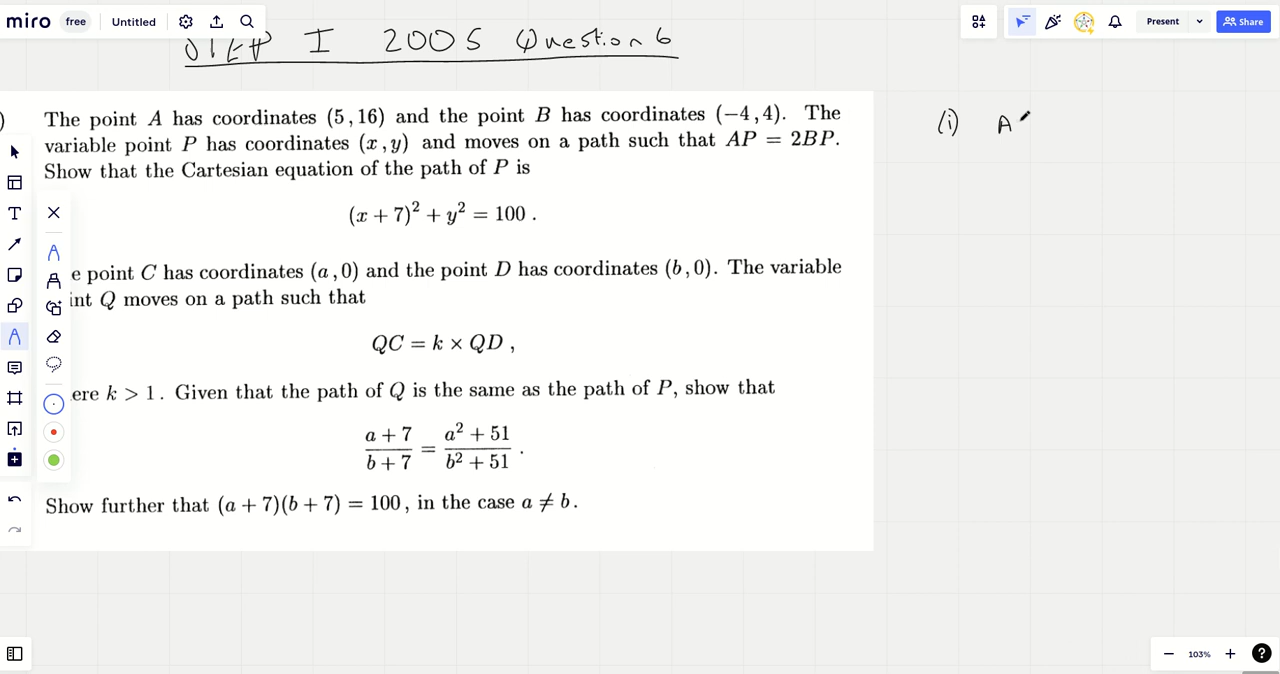 miro free Untitled Present Share
STEP I 2005 Question 6
) The point A has coordinates (5, 16) and the point B has coordinates (−4, 4). The
variable point P has coordinates (x, y) and moves on a path such that AP = 2BP.
Show that the Cartesian equation of the path of P is
(x + 7)² + y² = 100 .
e point C has coordinates (a, 0) and the point D has coordinates (b, 0). The variable
int Q moves on a path such that
QC = k × QD ,
ere k > 1. Given that the path of Q is the same as the path of P, show that
(a + 7)/(b + 7) = (a² + 51)/(b² + 51) .
Show further that (a + 7)(b + 7) = 100, in the case a ≠ b.
(i) A
103%